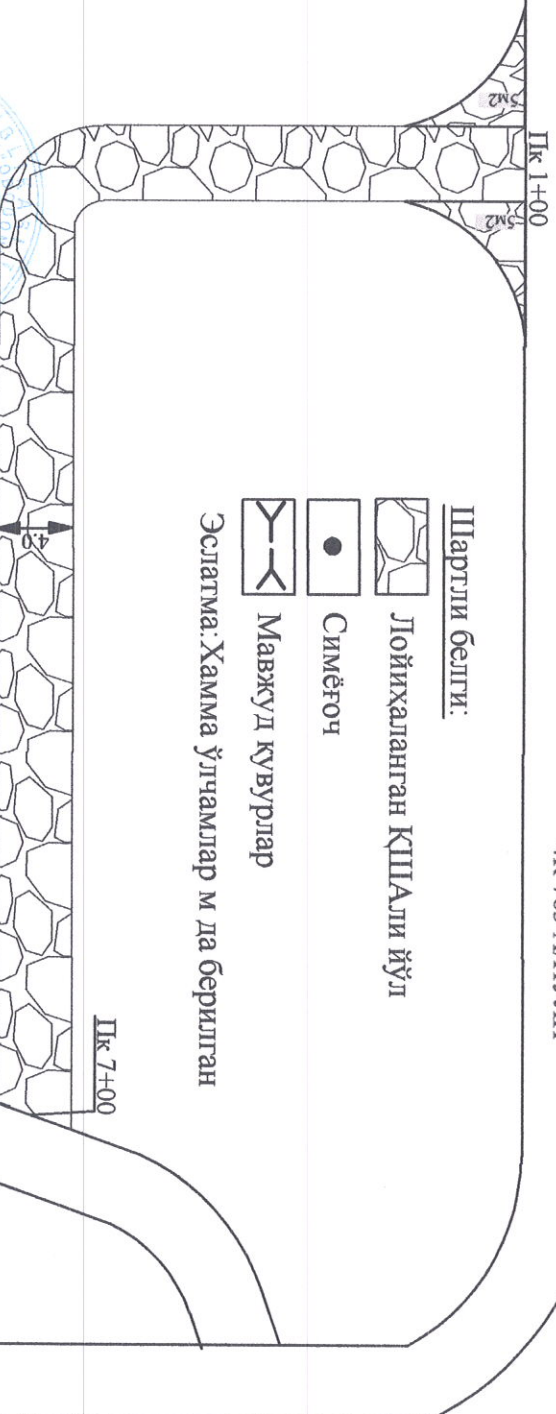 Пк 1+00
5м2
5м2
Шартли белги:
Лойиҳаланган ҚШАли йўл
Симёғоч
Мавжуд қувурлар
Эслатма:Хамма ўлчамлар м да берилган
Пк 7+00
4.0